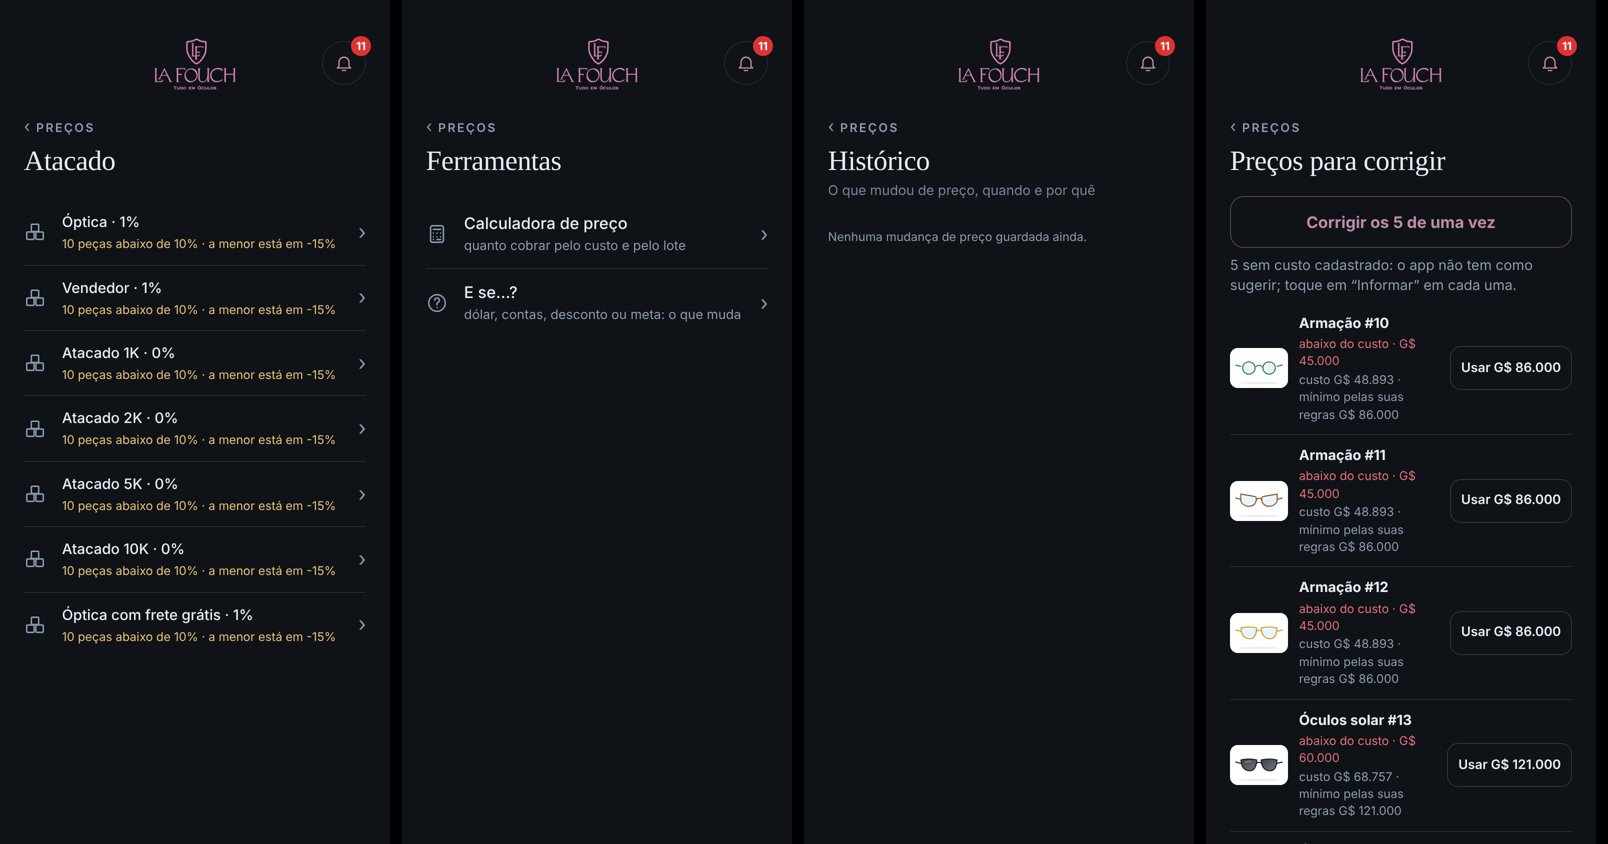 LA FOUCH
TUDO EM ÓCULOS
11
‹ PREÇOS
Atacado
Óptica · 1%
10 peças abaixo de 10% · a menor está em -15%
Vendedor · 1%
10 peças abaixo de 10% · a menor está em -15%
Atacado 1K · 0%
10 peças abaixo de 10% · a menor está em -15%
Atacado 2K · 0%
10 peças abaixo de 10% · a menor está em -15%
Atacado 5K · 0%
10 peças abaixo de 10% · a menor está em -15%
Atacado 10K · 0%
10 peças abaixo de 10% · a menor está em -15%
Óptica com frete grátis · 1%
10 peças abaixo de 10% · a menor está em -15%
LA FOUCH
TUDO EM ÓCULOS
11
‹ PREÇOS
Ferramentas
Calculadora de preço
quanto cobrar pelo custo e pelo lote
E se...?
dólar, contas, desconto ou meta: o que muda
LA FOUCH
TUDO EM ÓCULOS
11
‹ PREÇOS
Histórico
O que mudou de preço, quando e por quê
Nenhuma mudança de preço guardada ainda.
LA FOUCH
TUDO EM ÓCULOS
11
‹ PREÇOS
Preços para corrigir
Corrigir os 5 de uma vez
5 sem custo cadastrado: o app não tem como
sugerir; toque em “Informar” em cada uma.
Armação #10
abaixo do custo · G$
45.000
custo G$ 48.893 ·
mínimo pelas suas
regras G$ 86.000
Usar G$ 86.000
Armação #11
abaixo do custo · G$
45.000
custo G$ 48.893 ·
mínimo pelas suas
regras G$ 86.000
Usar G$ 86.000
Armação #12
abaixo do custo · G$
45.000
custo G$ 48.893 ·
mínimo pelas suas
regras G$ 86.000
Usar G$ 86.000
Óculos solar #13
abaixo do custo · G$
60.000
custo G$ 68.757 ·
mínimo pelas suas
regras G$ 121.000
Usar G$ 121.000